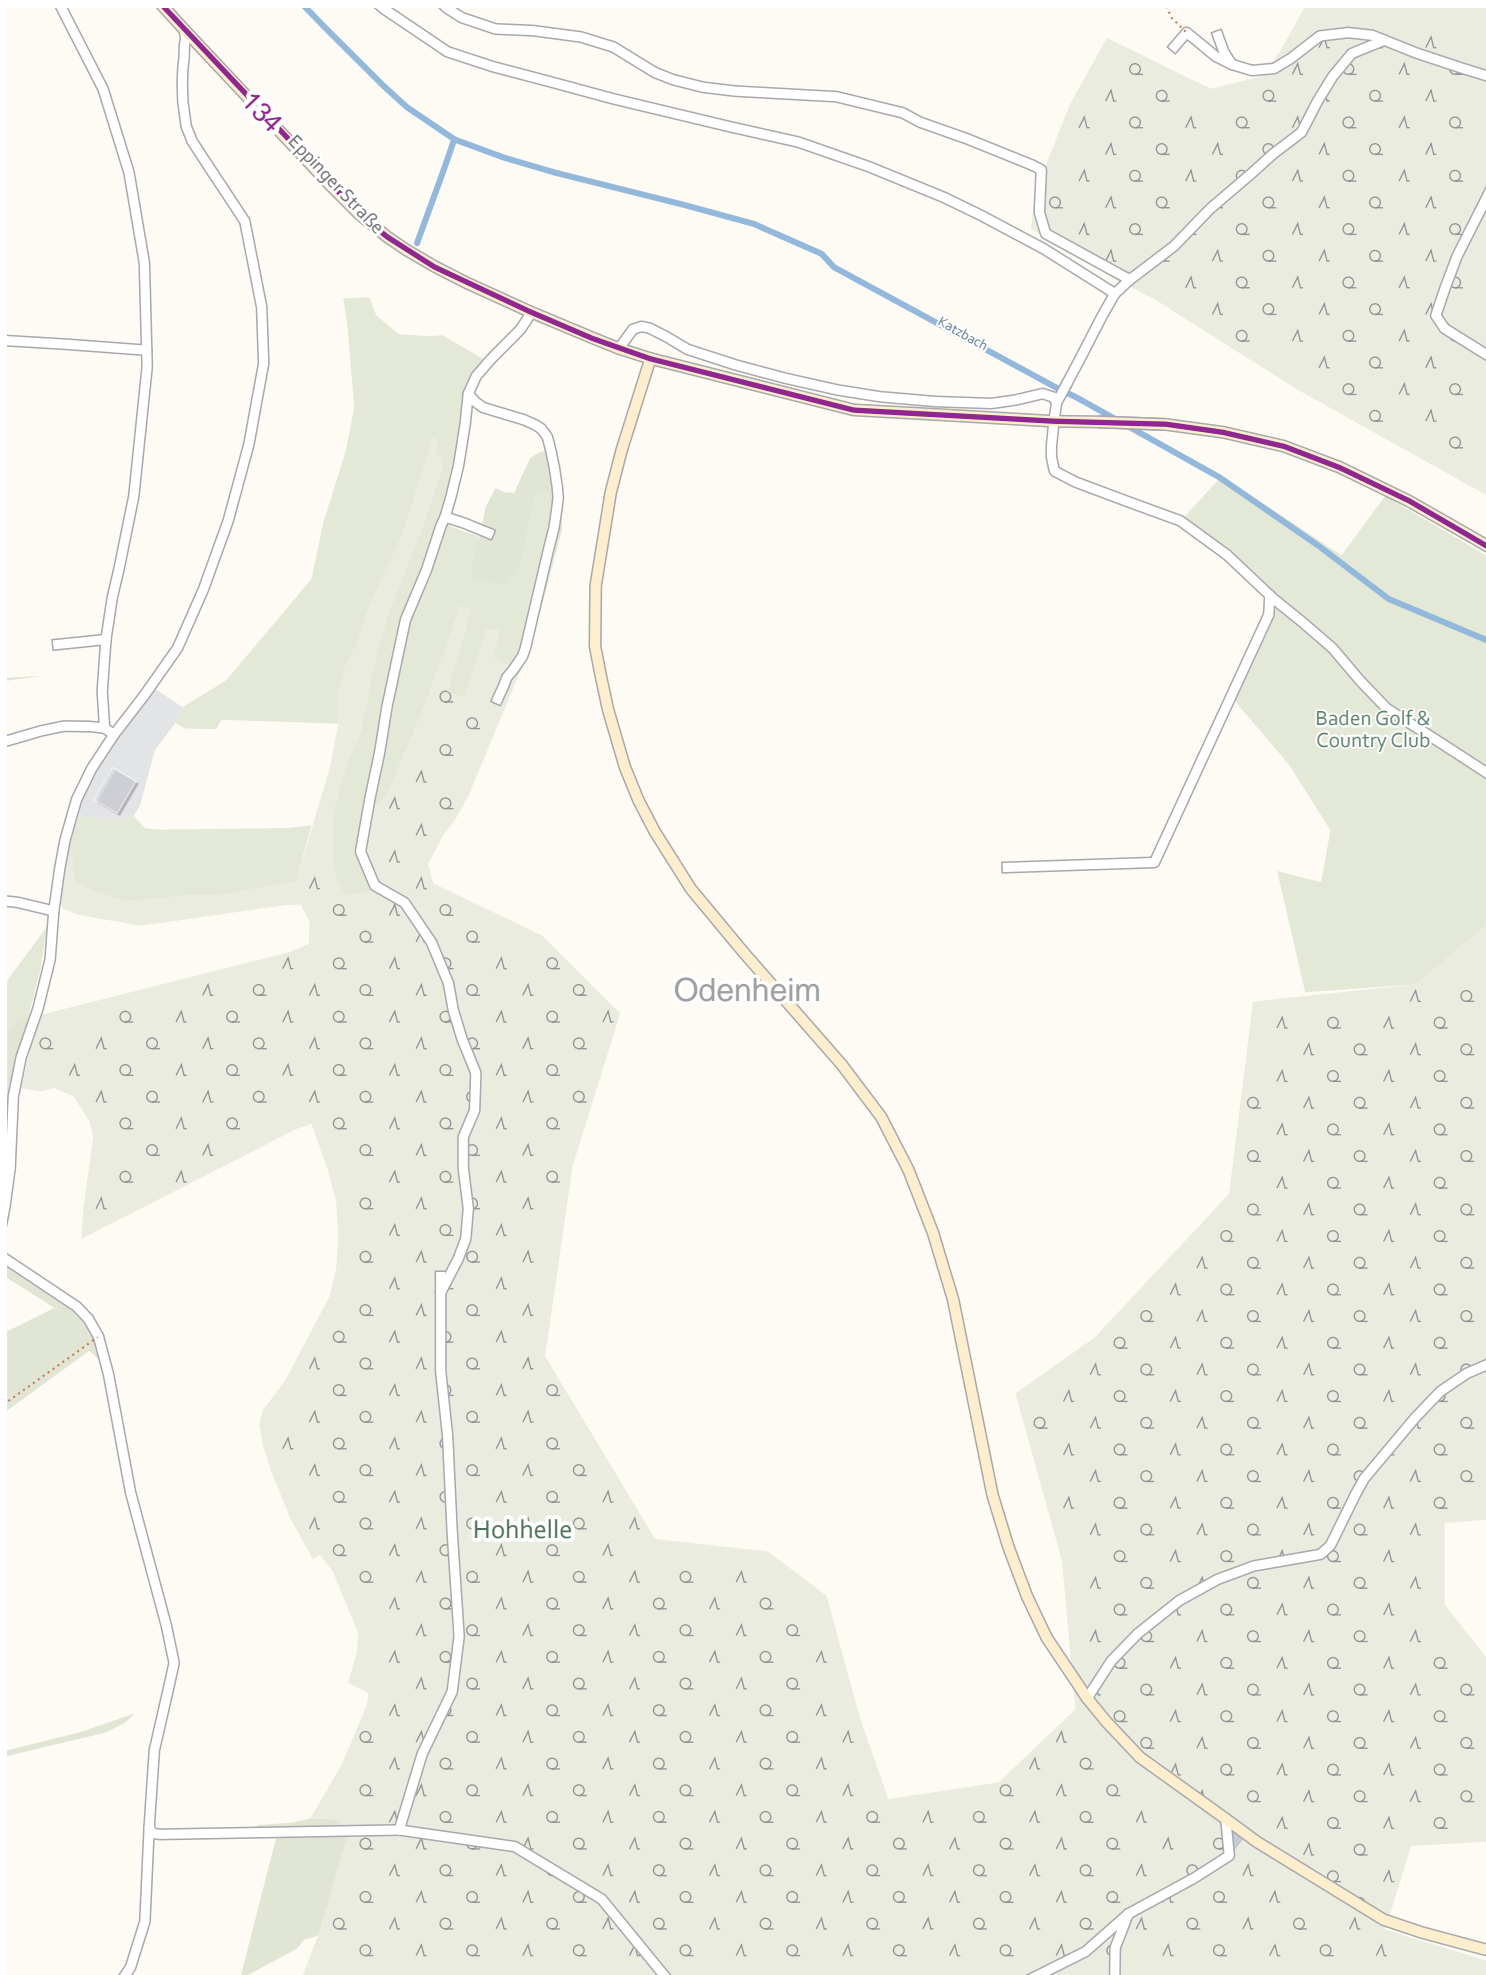 134
Eppinger Straße
Katzbach
Baden Golf &
Country Club
Odenheim
Hohhelle